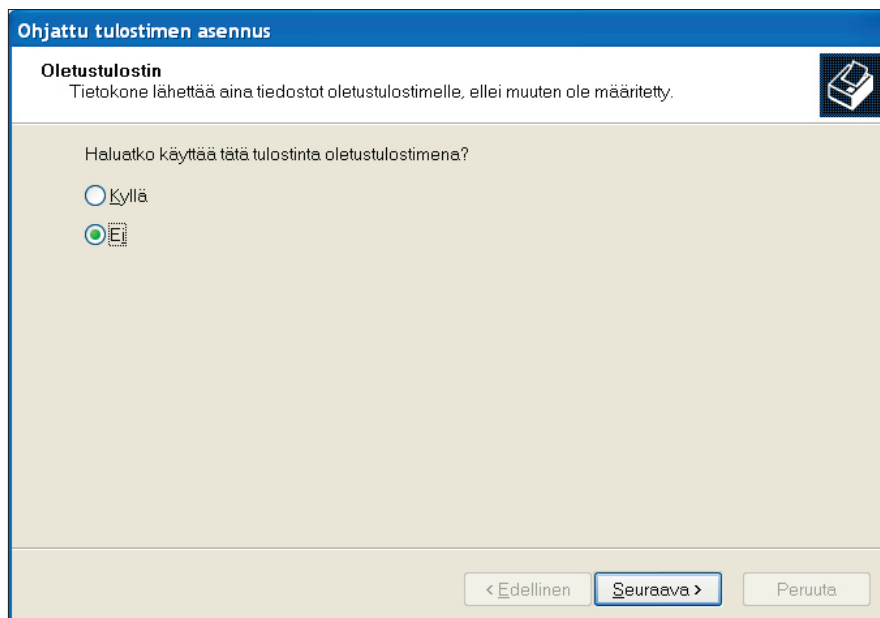 Ohjattu tulostimen asennus
Oletustulostin
Tietokone lähettää aina tiedostot oletustulostimelle, ellei muuten ole määritetty.
Haluatko käyttää tätä tulostinta oletustulostimena?
Kyllä
Ei
< Edellinen
Seuraava >
Peruuta